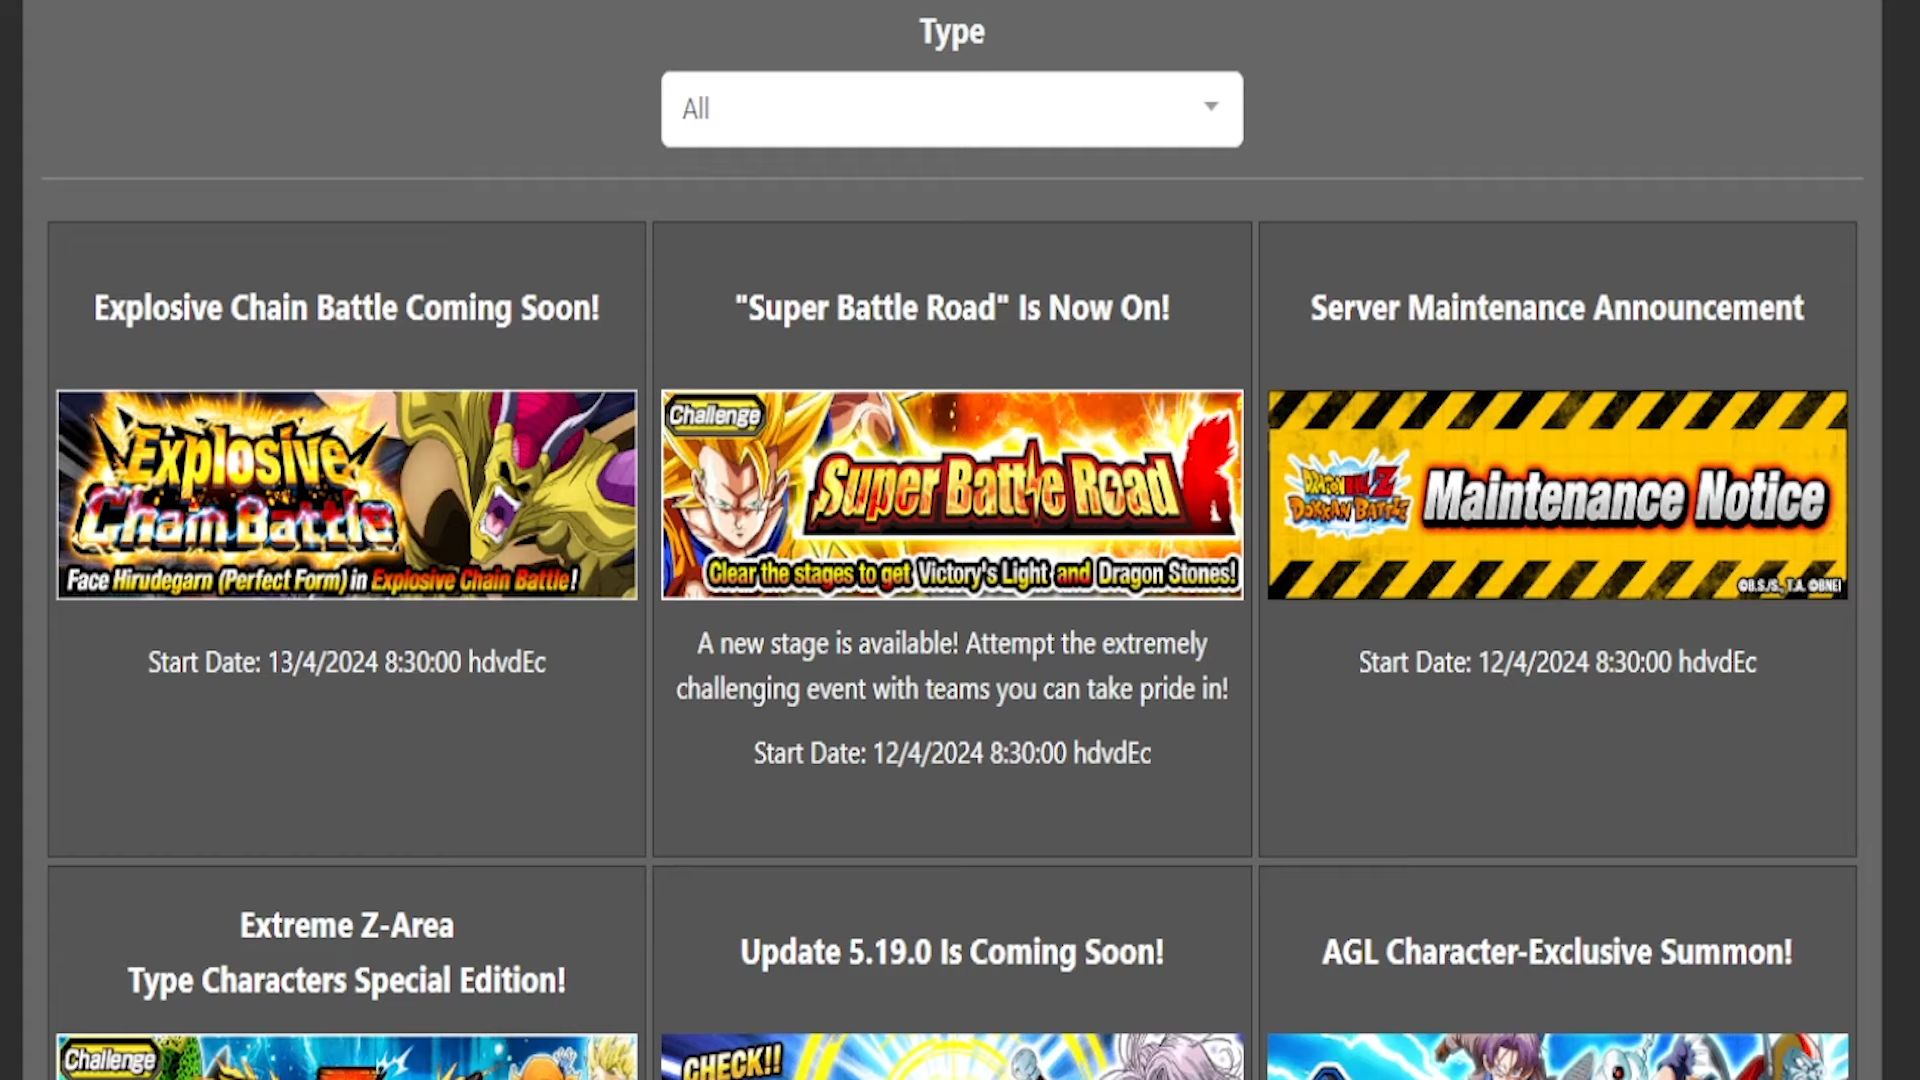 Type
All
Explosive Chain Battle Coming Soon!
Explosive
Chain Battle
Face Hirudegarn (Perfect Form) in Explosive Chain Battle!
Start Date: 13/4/2024 8:30:00 hdvdEc
"Super Battle Road" Is Now On!
Challenge
Super Battle Road
Clear the stages to get Victory's Light and Dragon Stones!
A new stage is available! Attempt the extremely
challenging event with teams you can take pride in!
Start Date: 12/4/2024 8:30:00 hdvdEc
Server Maintenance Announcement
DRAGON BALL Z
DOKKAN BATTLE
Maintenance Notice
©B.S./S., T.A. ©BNEI
Start Date: 12/4/2024 8:30:00 hdvdEc
Extreme Z-Area
Type Characters Special Edition!
Challenge
Update 5.19.0 Is Coming Soon!
CHECK!!
AGL Character-Exclusive Summon!